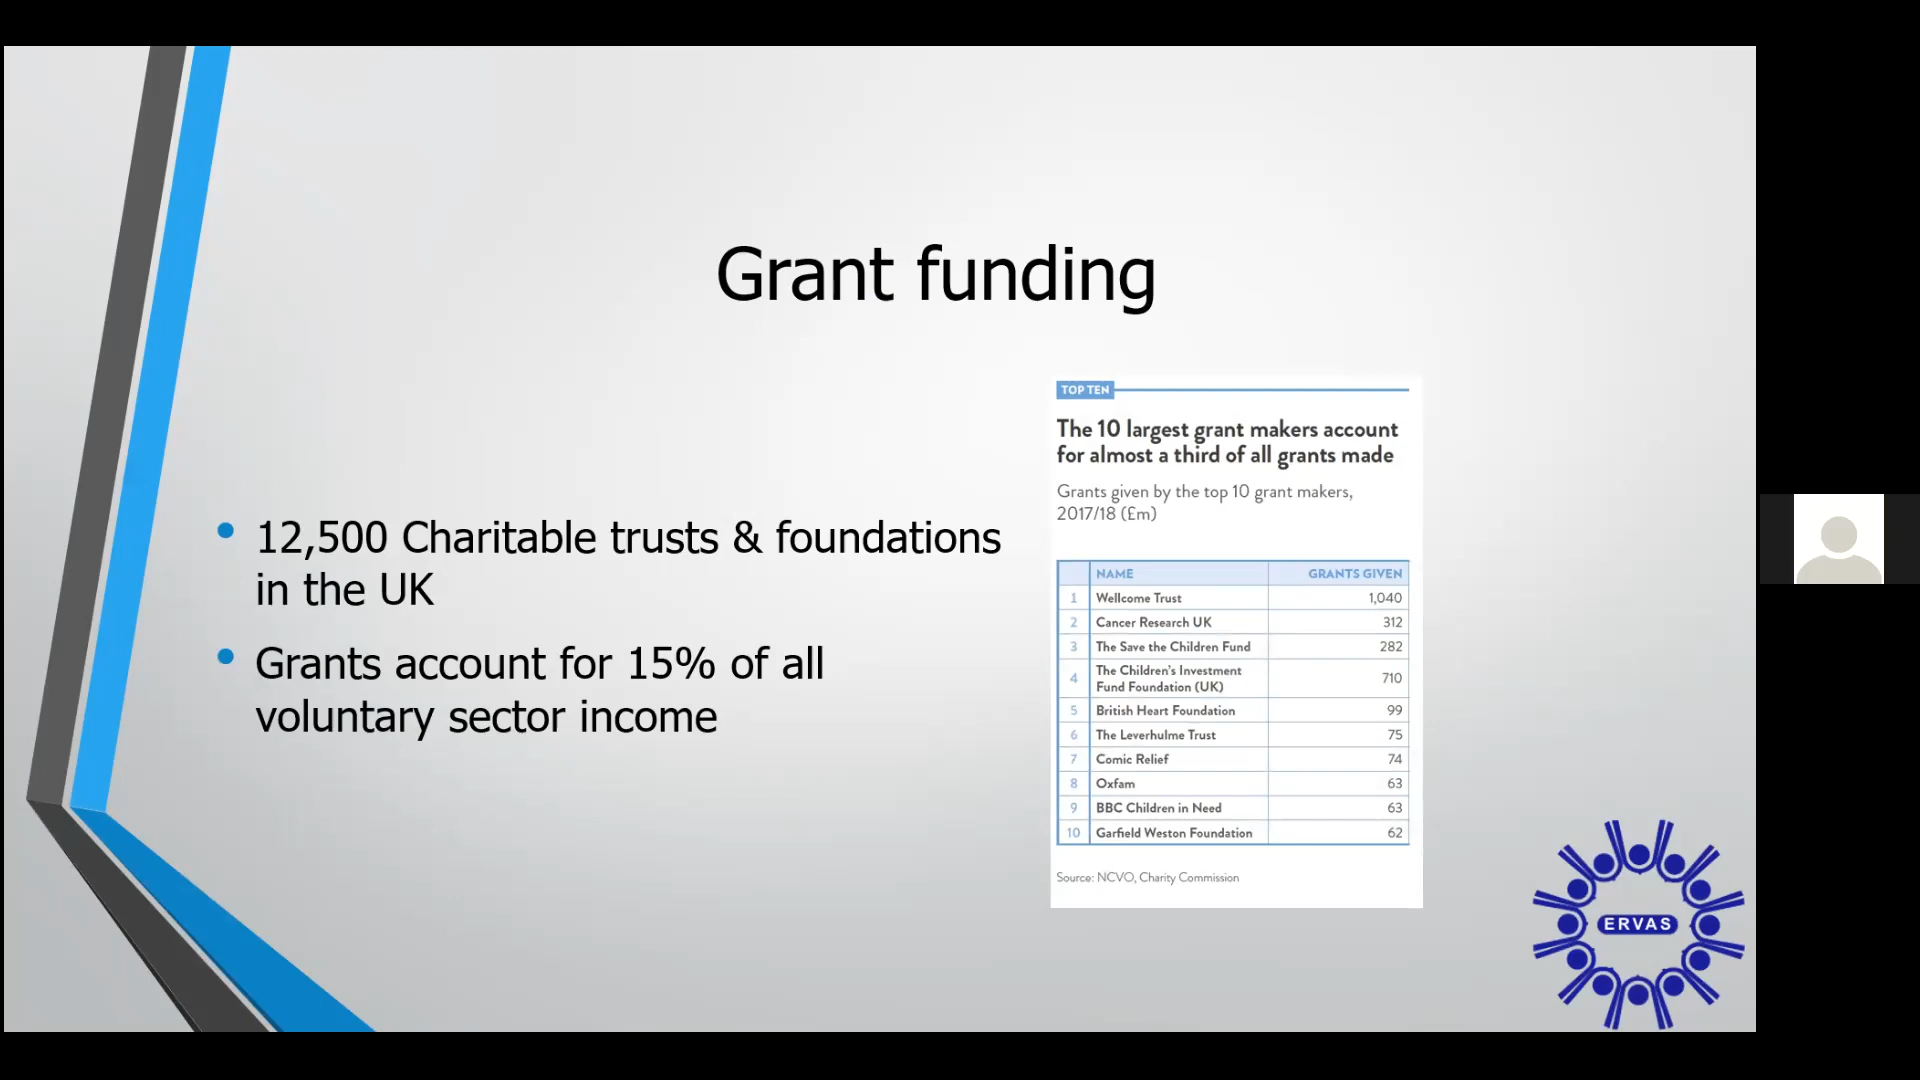 Grant funding
12,500 Charitable trusts & foundations
in the UK
Grants account for 15% of all
voluntary sector income
TOP TEN
The 10 largest grant makers account
for almost a third of all grants made
Grants given by the top 10 grant makers,
2017/18 (£m)
NAME GRANTS GIVEN
1 Wellcome Trust 1,040
2 Cancer Research UK 312
3 The Save the Children Fund 282
4 The Children's Investment
Fund Foundation (UK) 710
5 British Heart Foundation 99
6 The Leverhulme Trust 75
7 Comic Relief 74
8 Oxfam 63
9 BBC Children in Need 63
10 Garfield Weston Foundation 62
Source: NCVO, Charity Commission
ERVAS